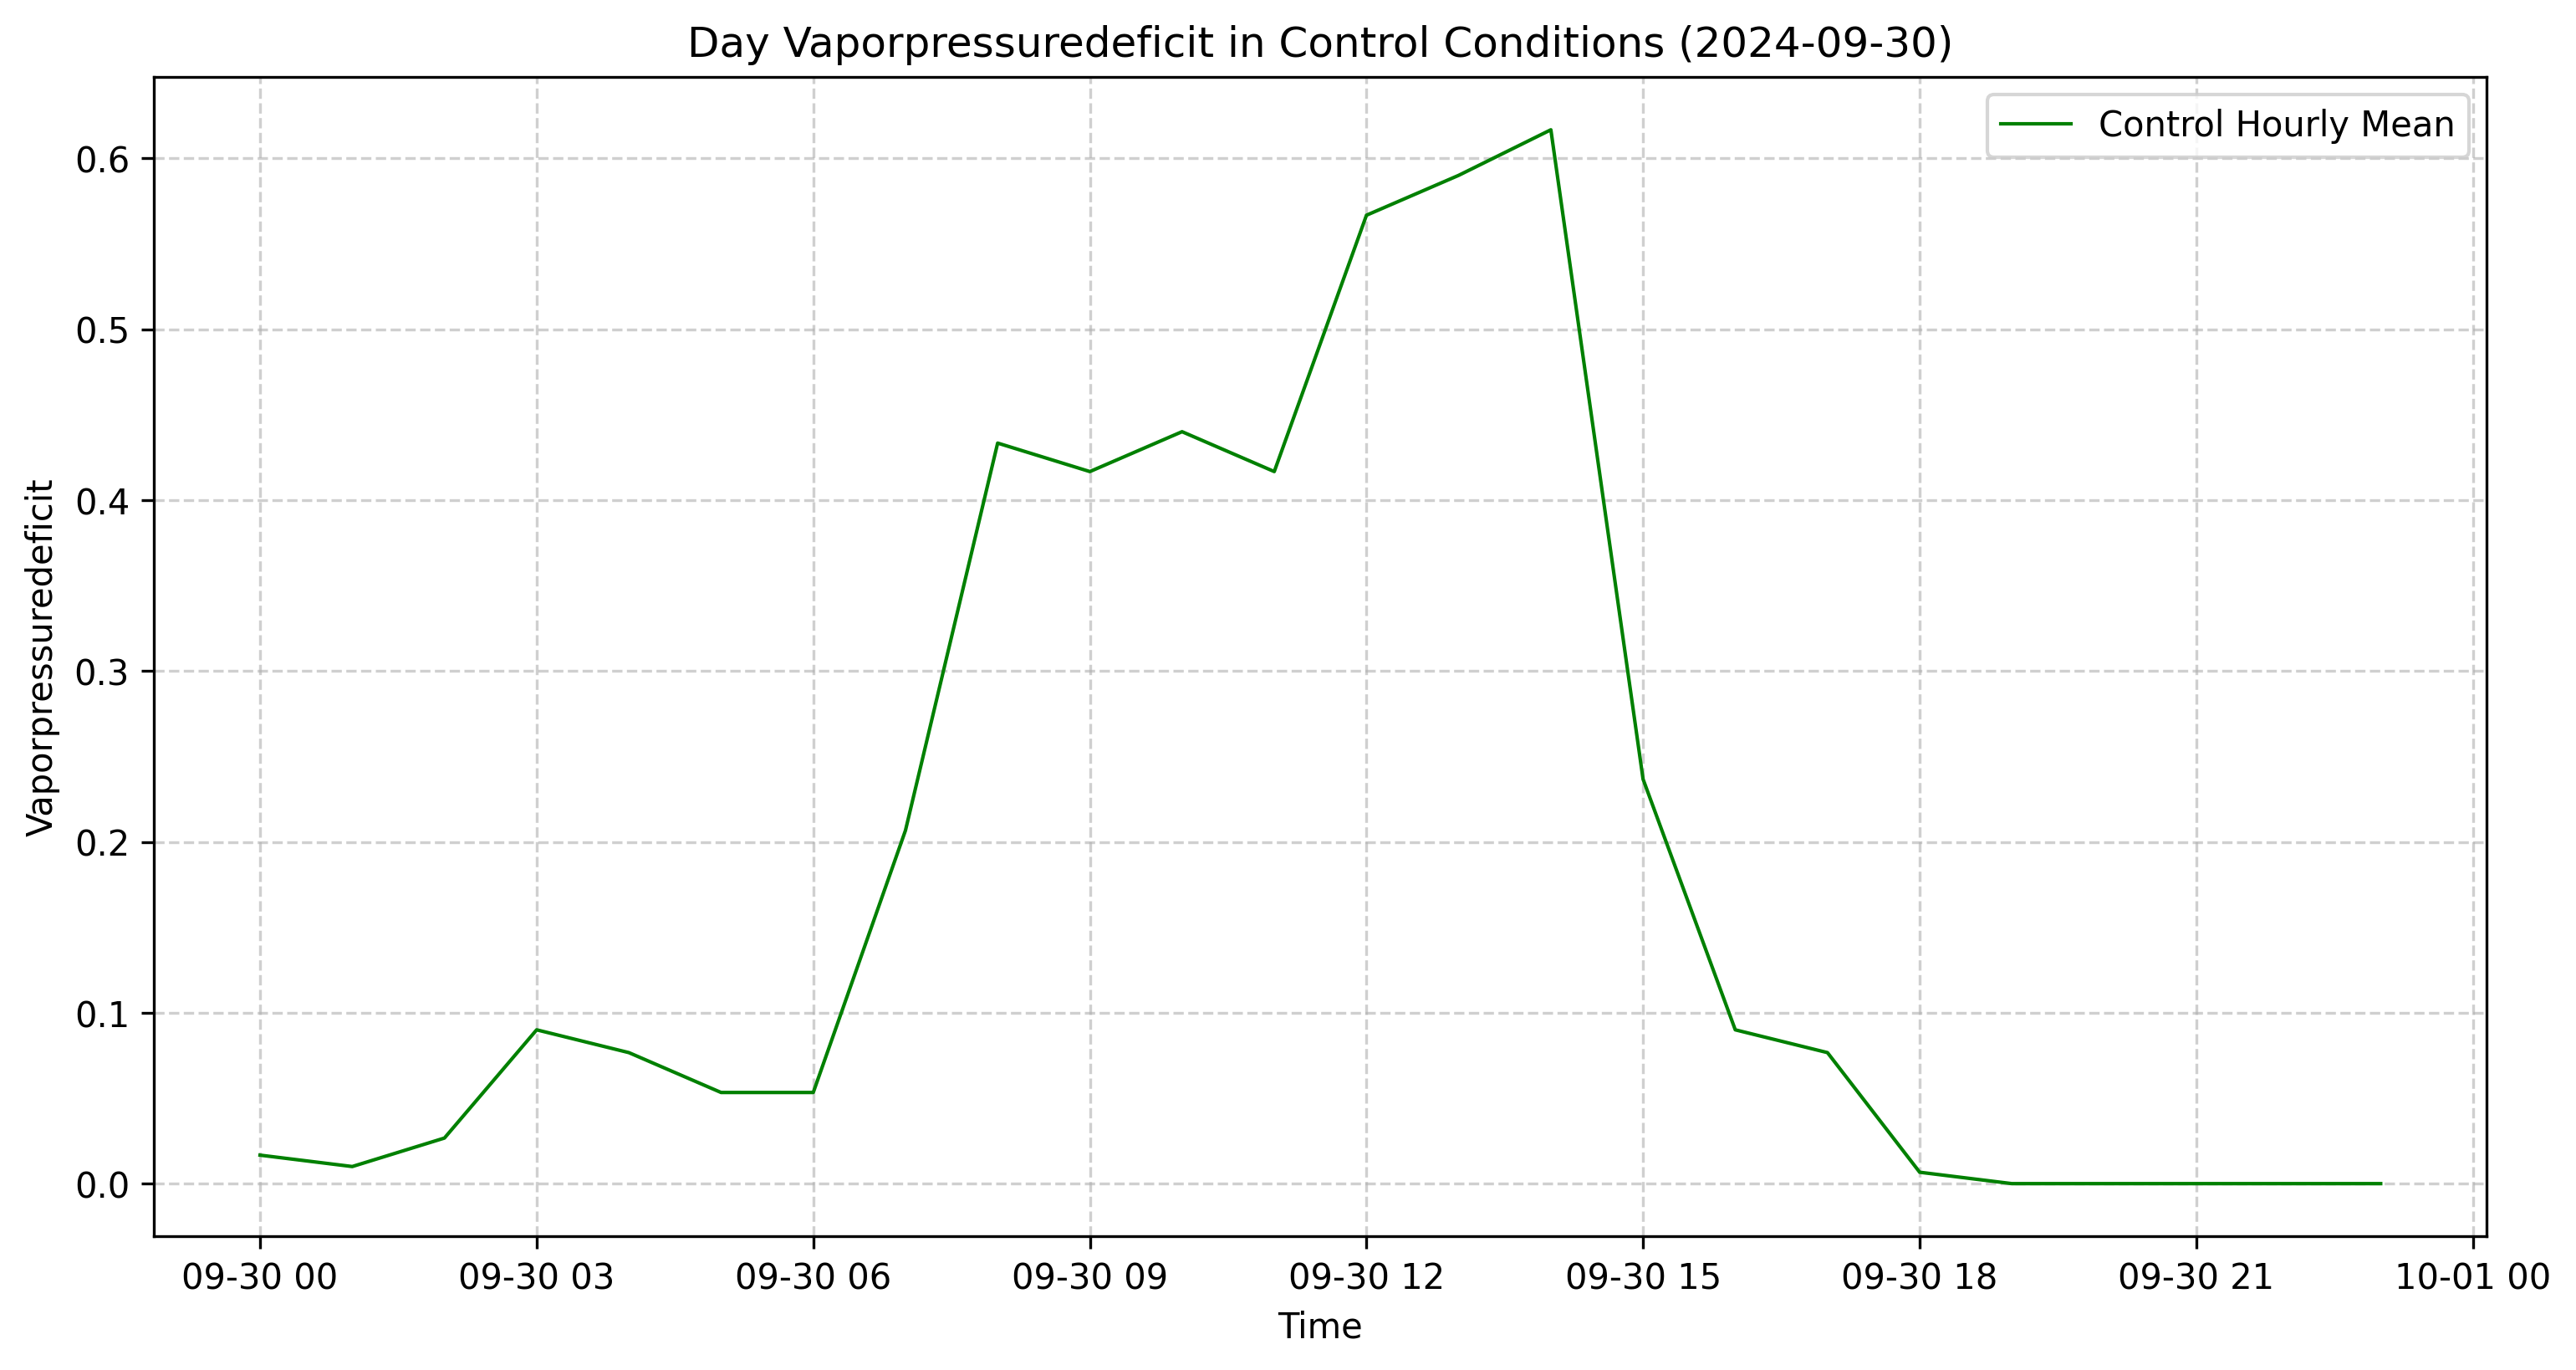 Day Vaporpressuredeficit in Control Conditions (2024-09-30)
Control Hourly Mean
Vaporpressuredeficit
0.6
0.5
0.4
0.3
0.2
0.1
0.0
09-30 00 09-30 03 09-30 06 09-30 09 09-30 12 09-30 15 09-30 18 09-30 21 10-01 00
Time